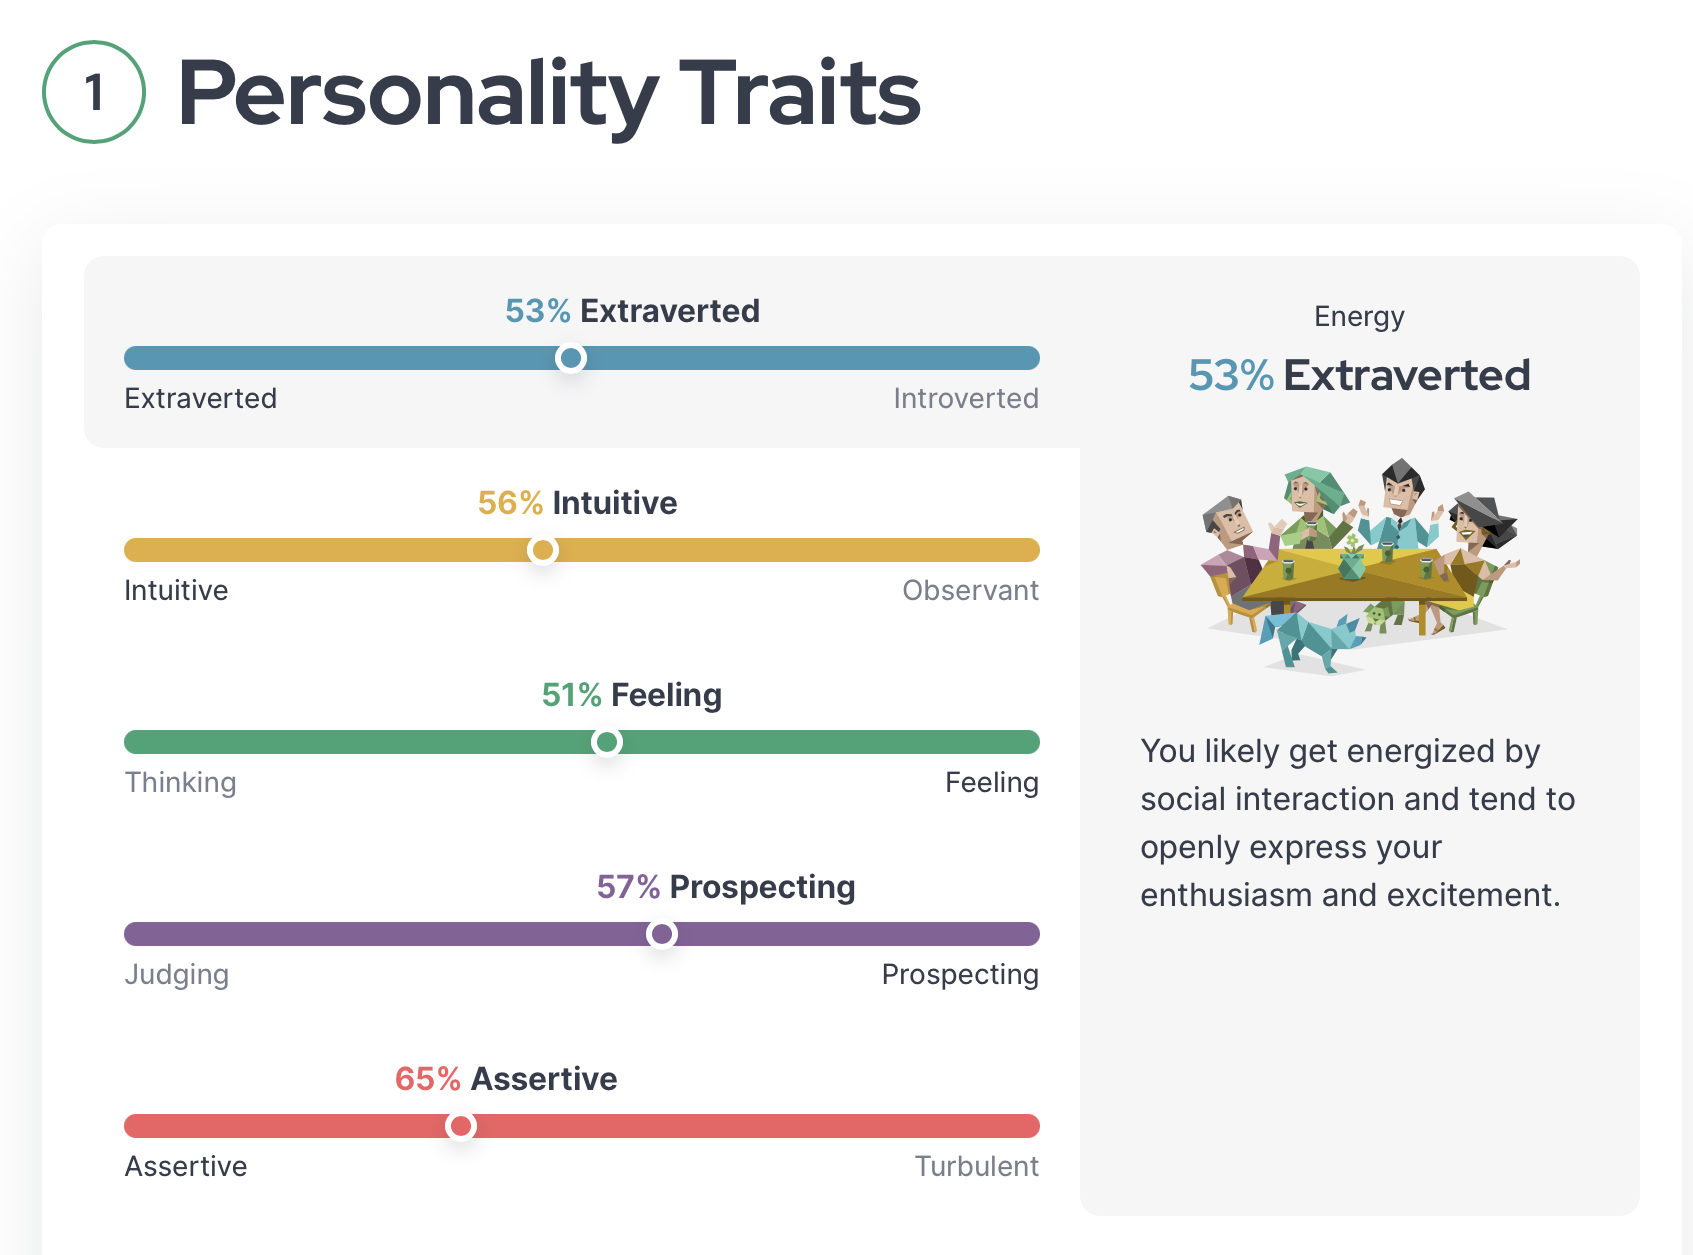 1 Personality Traits
53% Extraverted
Extraverted Introverted
56% Intuitive
Intuitive Observant
51% Feeling
Thinking Feeling
57% Prospecting
Judging Prospecting
65% Assertive
Assertive Turbulent
Energy
53% Extraverted
You likely get energized by
social interaction and tend to
openly express your
enthusiasm and excitement.